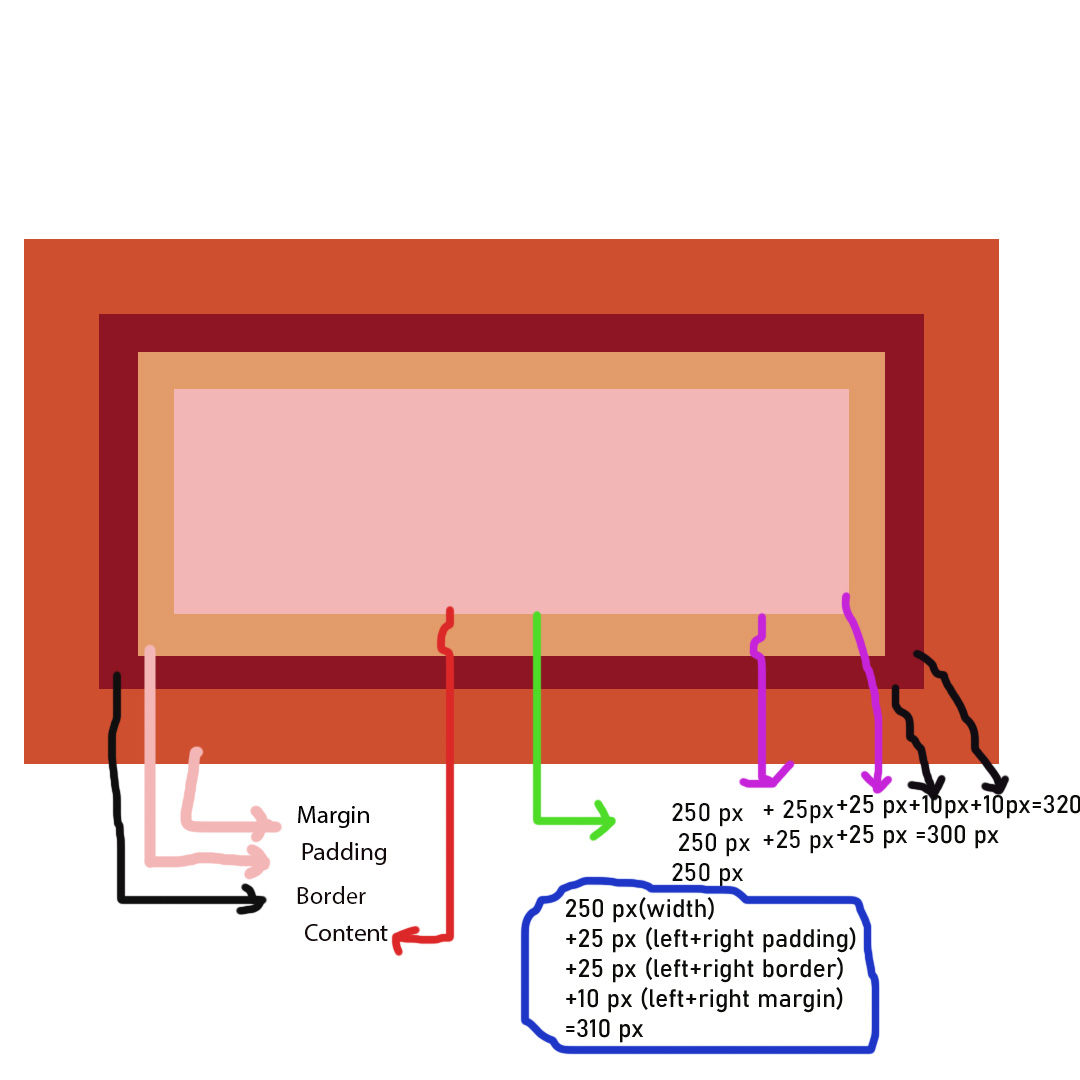 Margin
Padding
Border
Content
250 px + 25px+25 px+10px+10px=320
250 px +25 px+25 px =300 px
250 px
250 px(width)
+25 px (left+right padding)
+25 px (left+right border)
+10 px (left+right margin)
=310 px